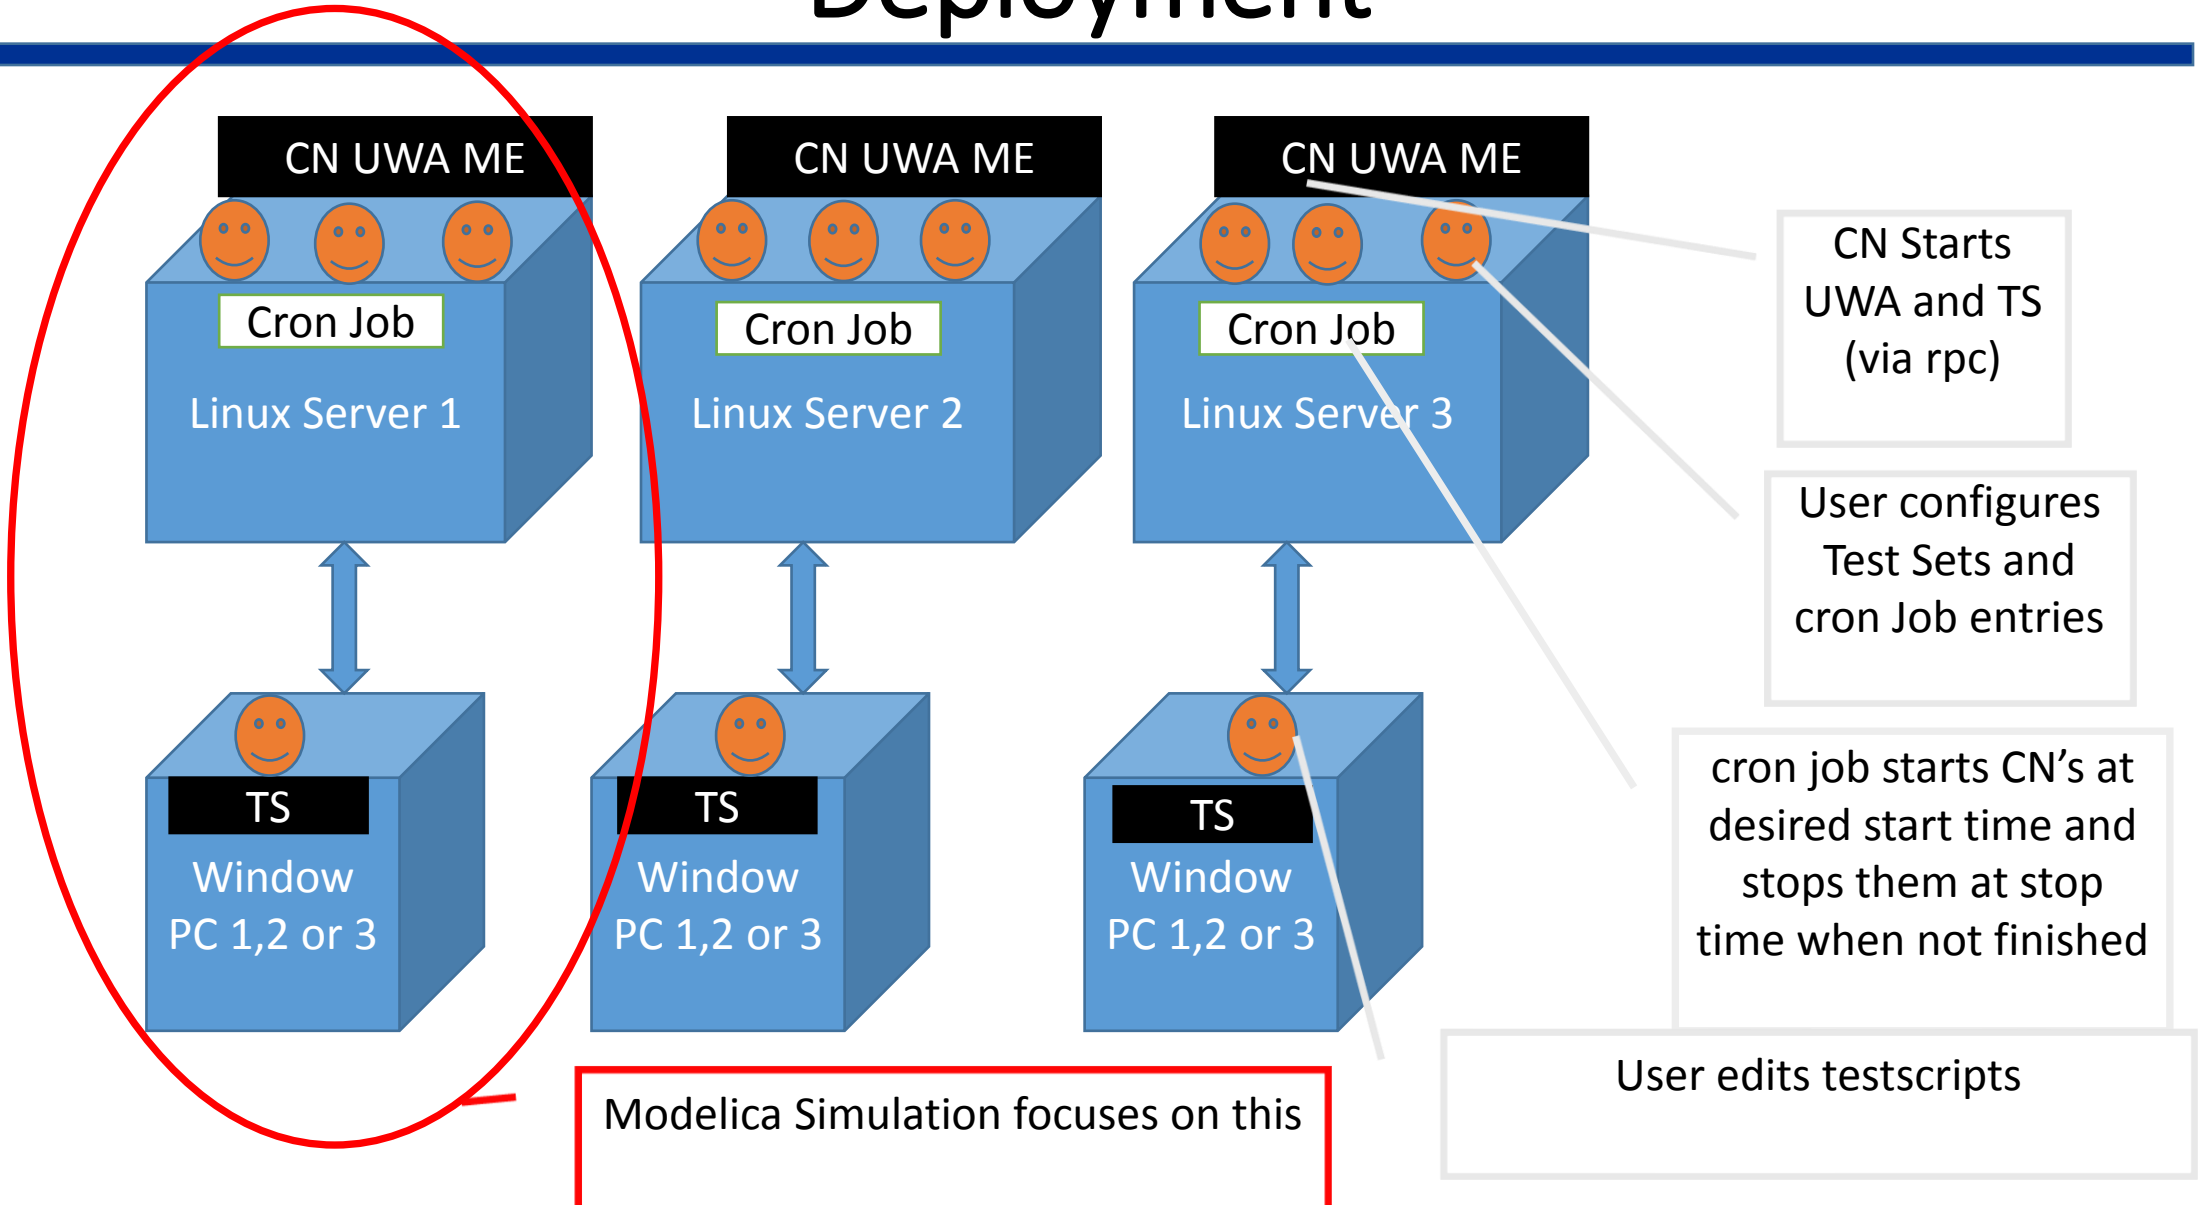 Deployment
CN UWA ME
CN UWA ME
CN UWA ME
Cron Job
Cron Job
Cron Job
Linux Server 1
Linux Server 2
Linux Server 3
TS
TS
TS
Window
PC 1,2 or 3
Window
PC 1,2 or 3
Window
PC 1,2 or 3
CN Starts
UWA and TS
(via rpc)
User configures
Test Sets and
cron Job entries
cron job starts CN’s at
desired start time and
stops them at stop
time when not finished
User edits testscripts
Modelica Simulation focuses on this